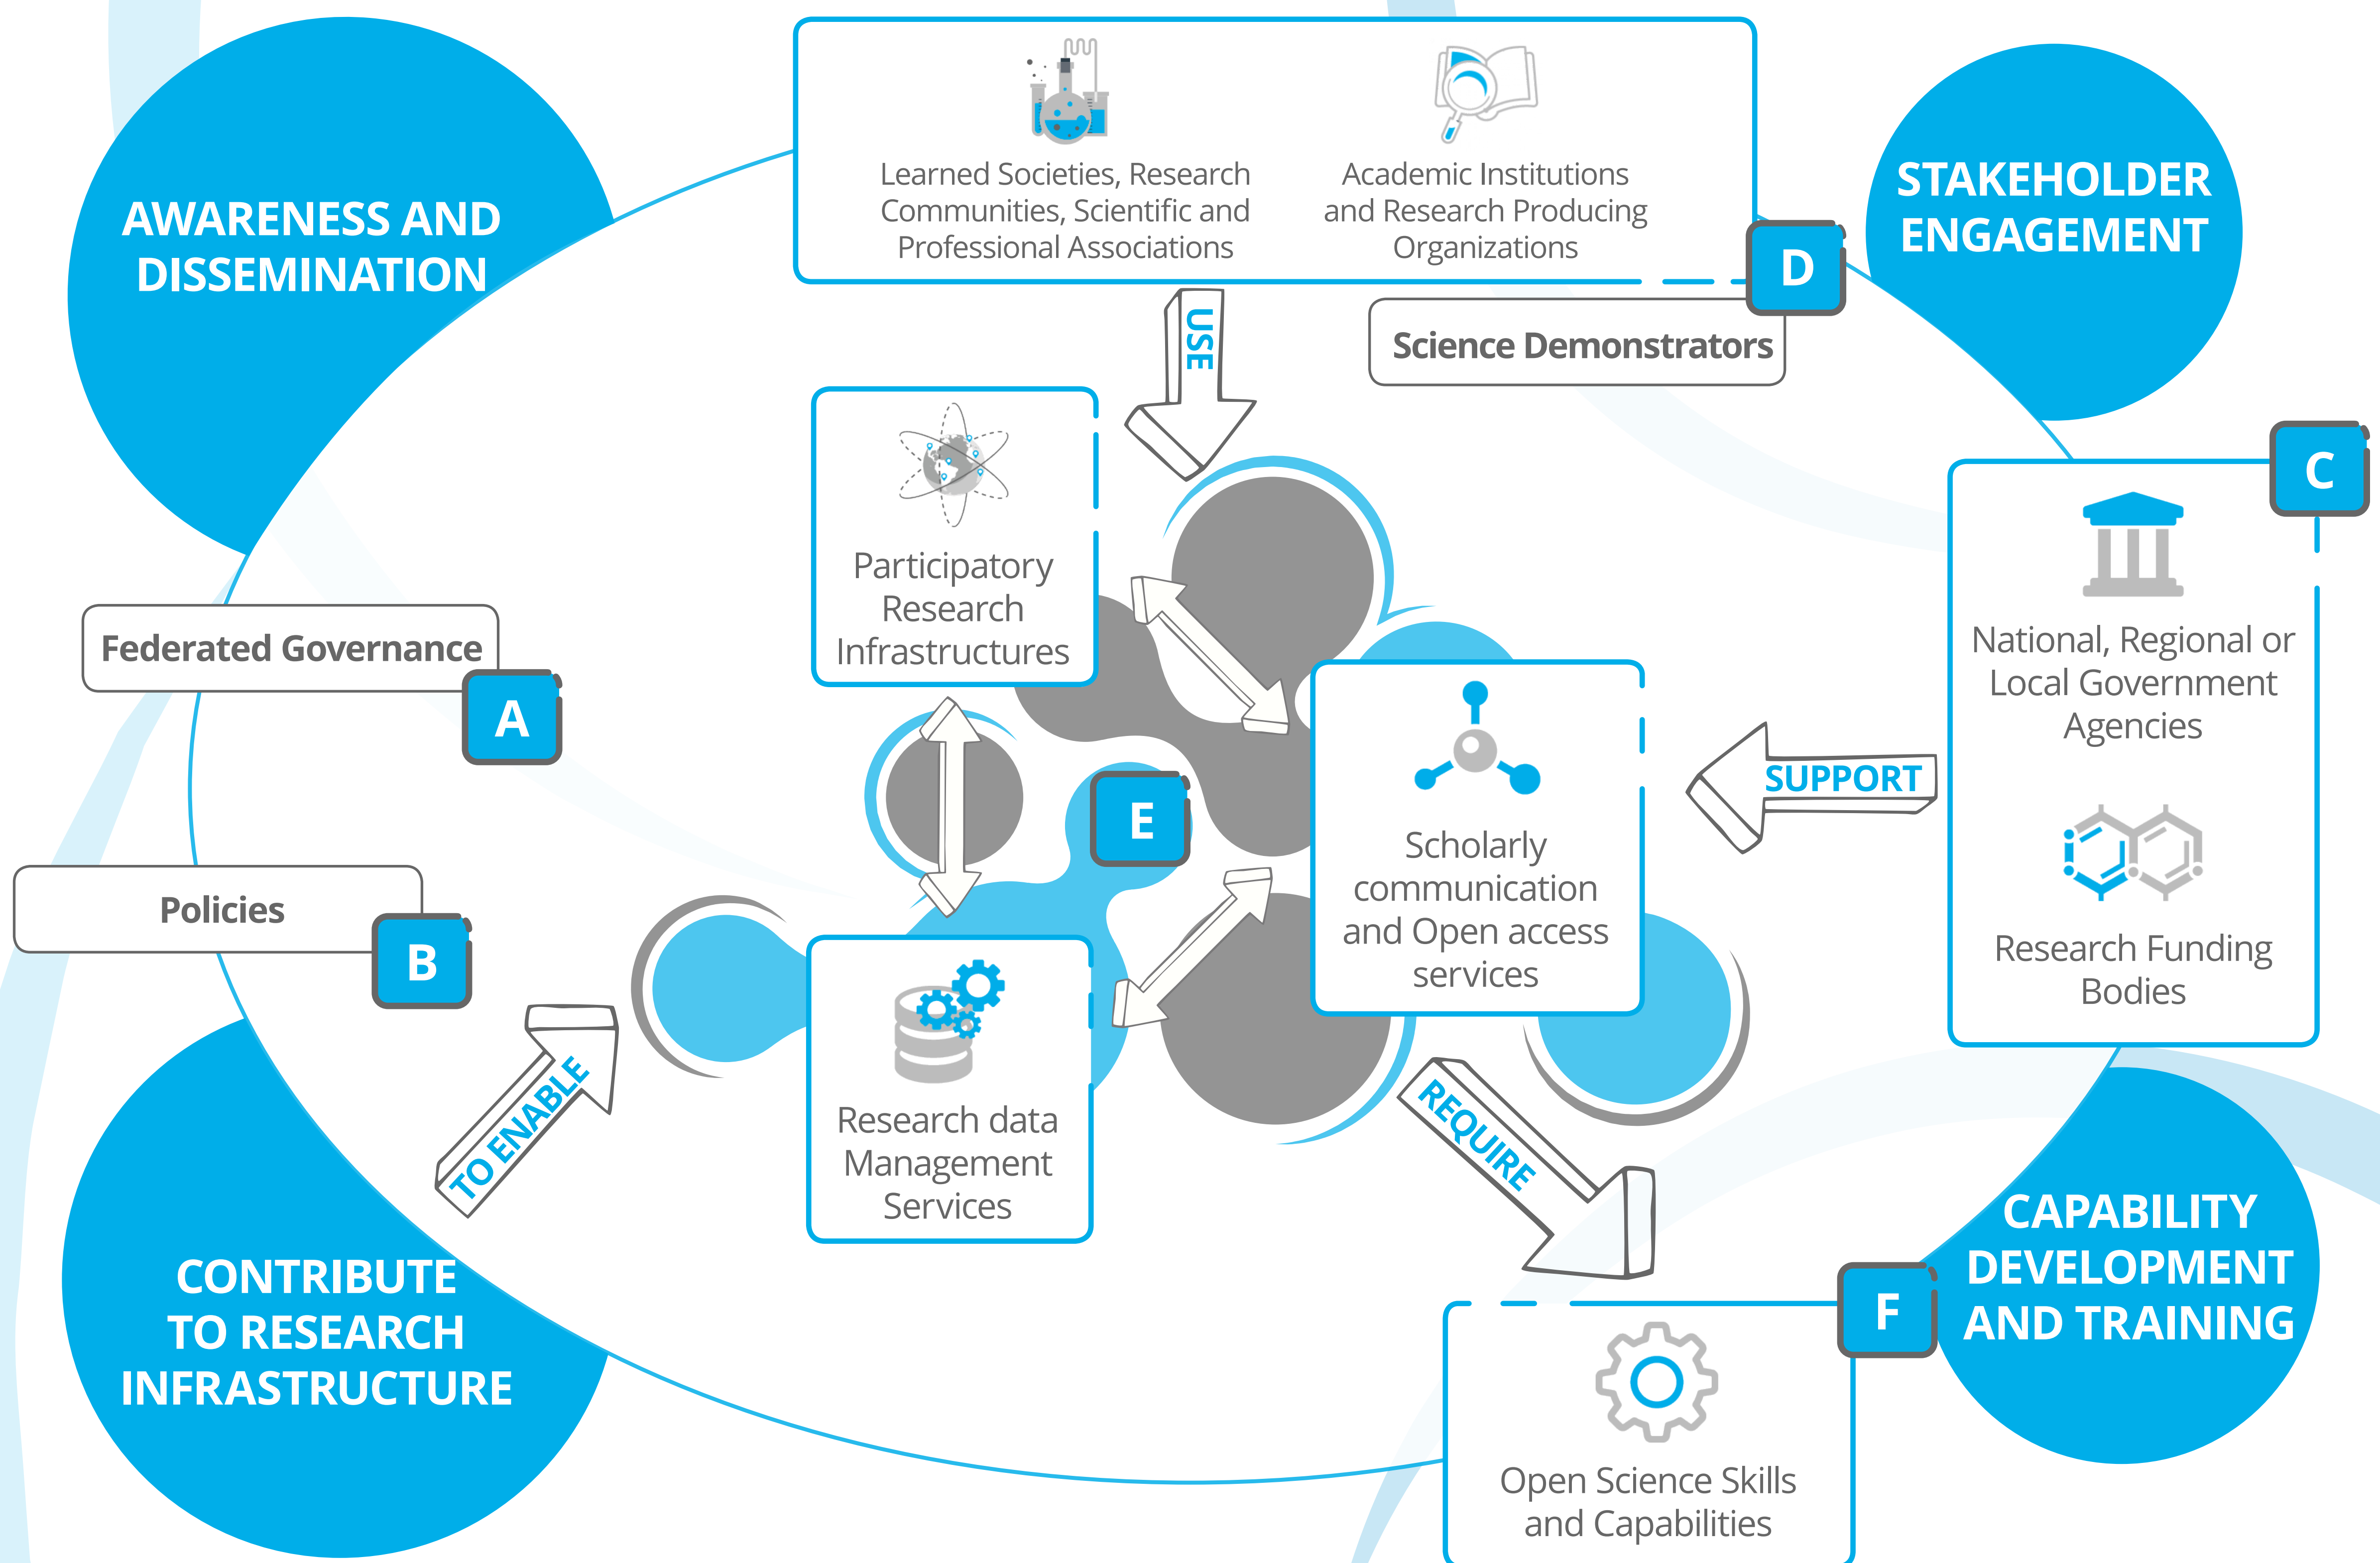 AWARENESS AND
DISSEMINATION
Learned Societies, Research
Communities, Scientific and
Professional Associations
Academic Institutions
and Research Producing
Organizations
D
Science Demonstrators
STAKEHOLDER
ENGAGEMENT
USE
C
National, Regional or
Local Government
Agencies
Research Funding
Bodies
SUPPORT
Participatory
Research
Infrastructures
Federated Governance
A
E
Scholarly
communication
and Open access
services
Policies
B
TO ENABLE
Research data
Management
Services
REQUIRE
CONTRIBUTE
TO RESEARCH
INFRASTRUCTURE
CAPABILITY
DEVELOPMENT
AND TRAINING
F
Open Science Skills
and Capabilities